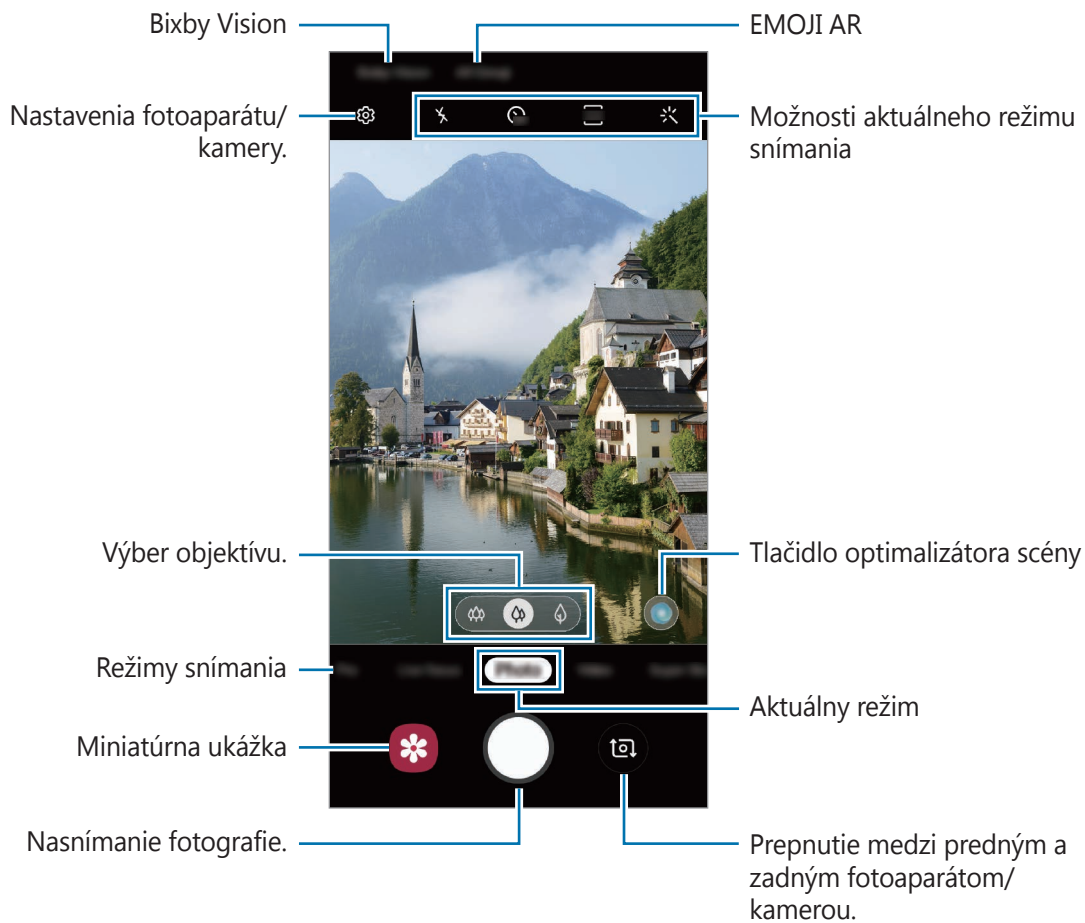 Bixby Vision
EMOJI AR
Nastavenia fotoaparátu/
kamery.
Možnosti aktuálneho režimu
snímania
Výber objektívu.
Tlačidlo optimalizátora scény
Režimy snímania
Aktuálny režim
Miniatúrna ukážka
Nasnímanie fotografie.
Prepnutie medzi predným a
zadným fotoaparátom/
kamerou.